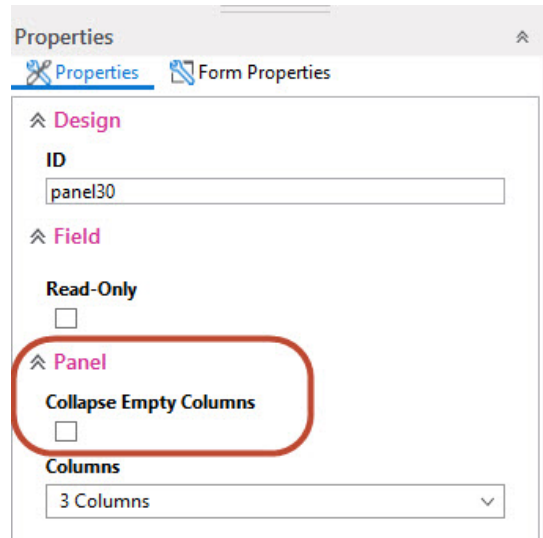 Properties
Properties Form Properties
Design
ID
panel30
Field
Read-Only
Panel
Collapse Empty Columns
Columns
3 Columns